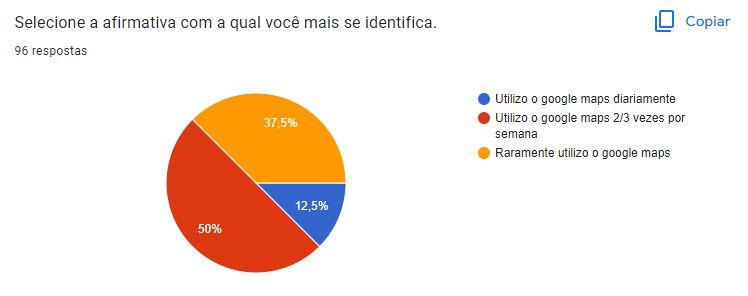 Selecione a afirmativa com a qual você mais se identifica.
Copiar
96 respostas
37,5%
12,5%
50%
Utilizo o google maps diariamente
Utilizo o google maps 2/3 vezes por
semana
Raramente utilizo o google maps